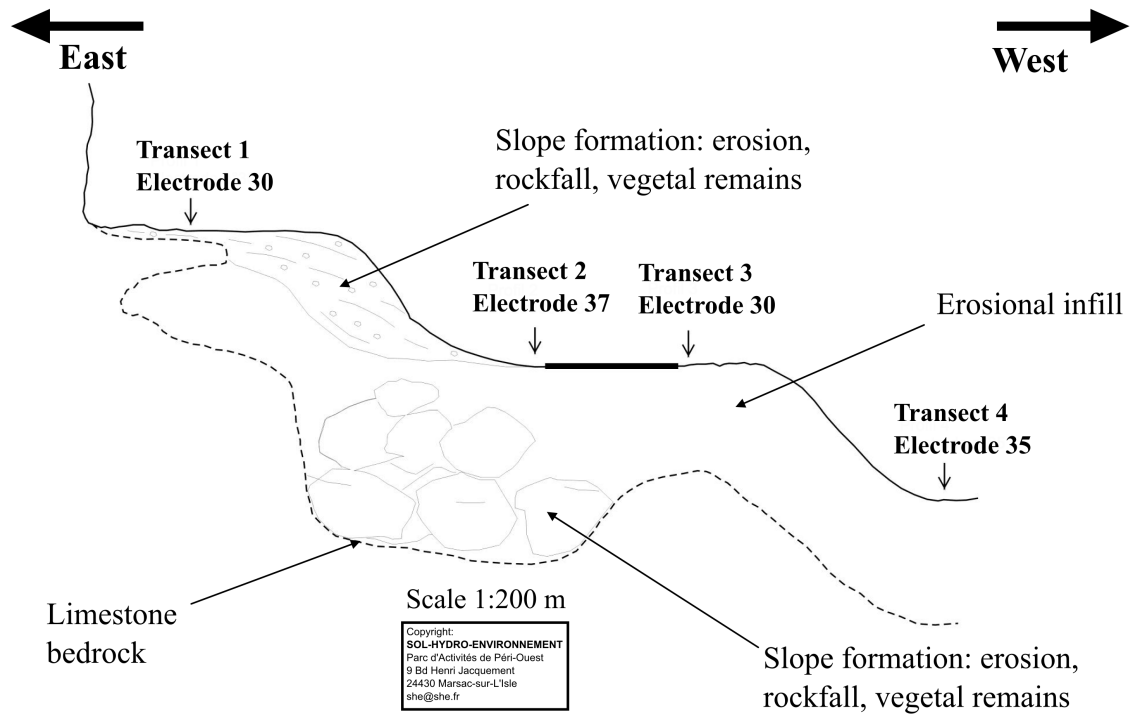 East
West
Transect 1
Electrode 30
Slope formation: erosion,
rockfall, vegetal remains
Transect 2
Electrode 37
Transect 3
Electrode 30
Erosional infill
Transect 4
Electrode 35
Limestone
bedrock
Scale 1:200 m
Copyright:
SOL-HYDRO-ENVIRONNEMENT
Parc d'Activités de Péri-Ouest
9 Bd Henri Jacquement
24430 Marsac-sur-L'Isle
she@she.fr
Slope formation: erosion,
rockfall, vegetal remains